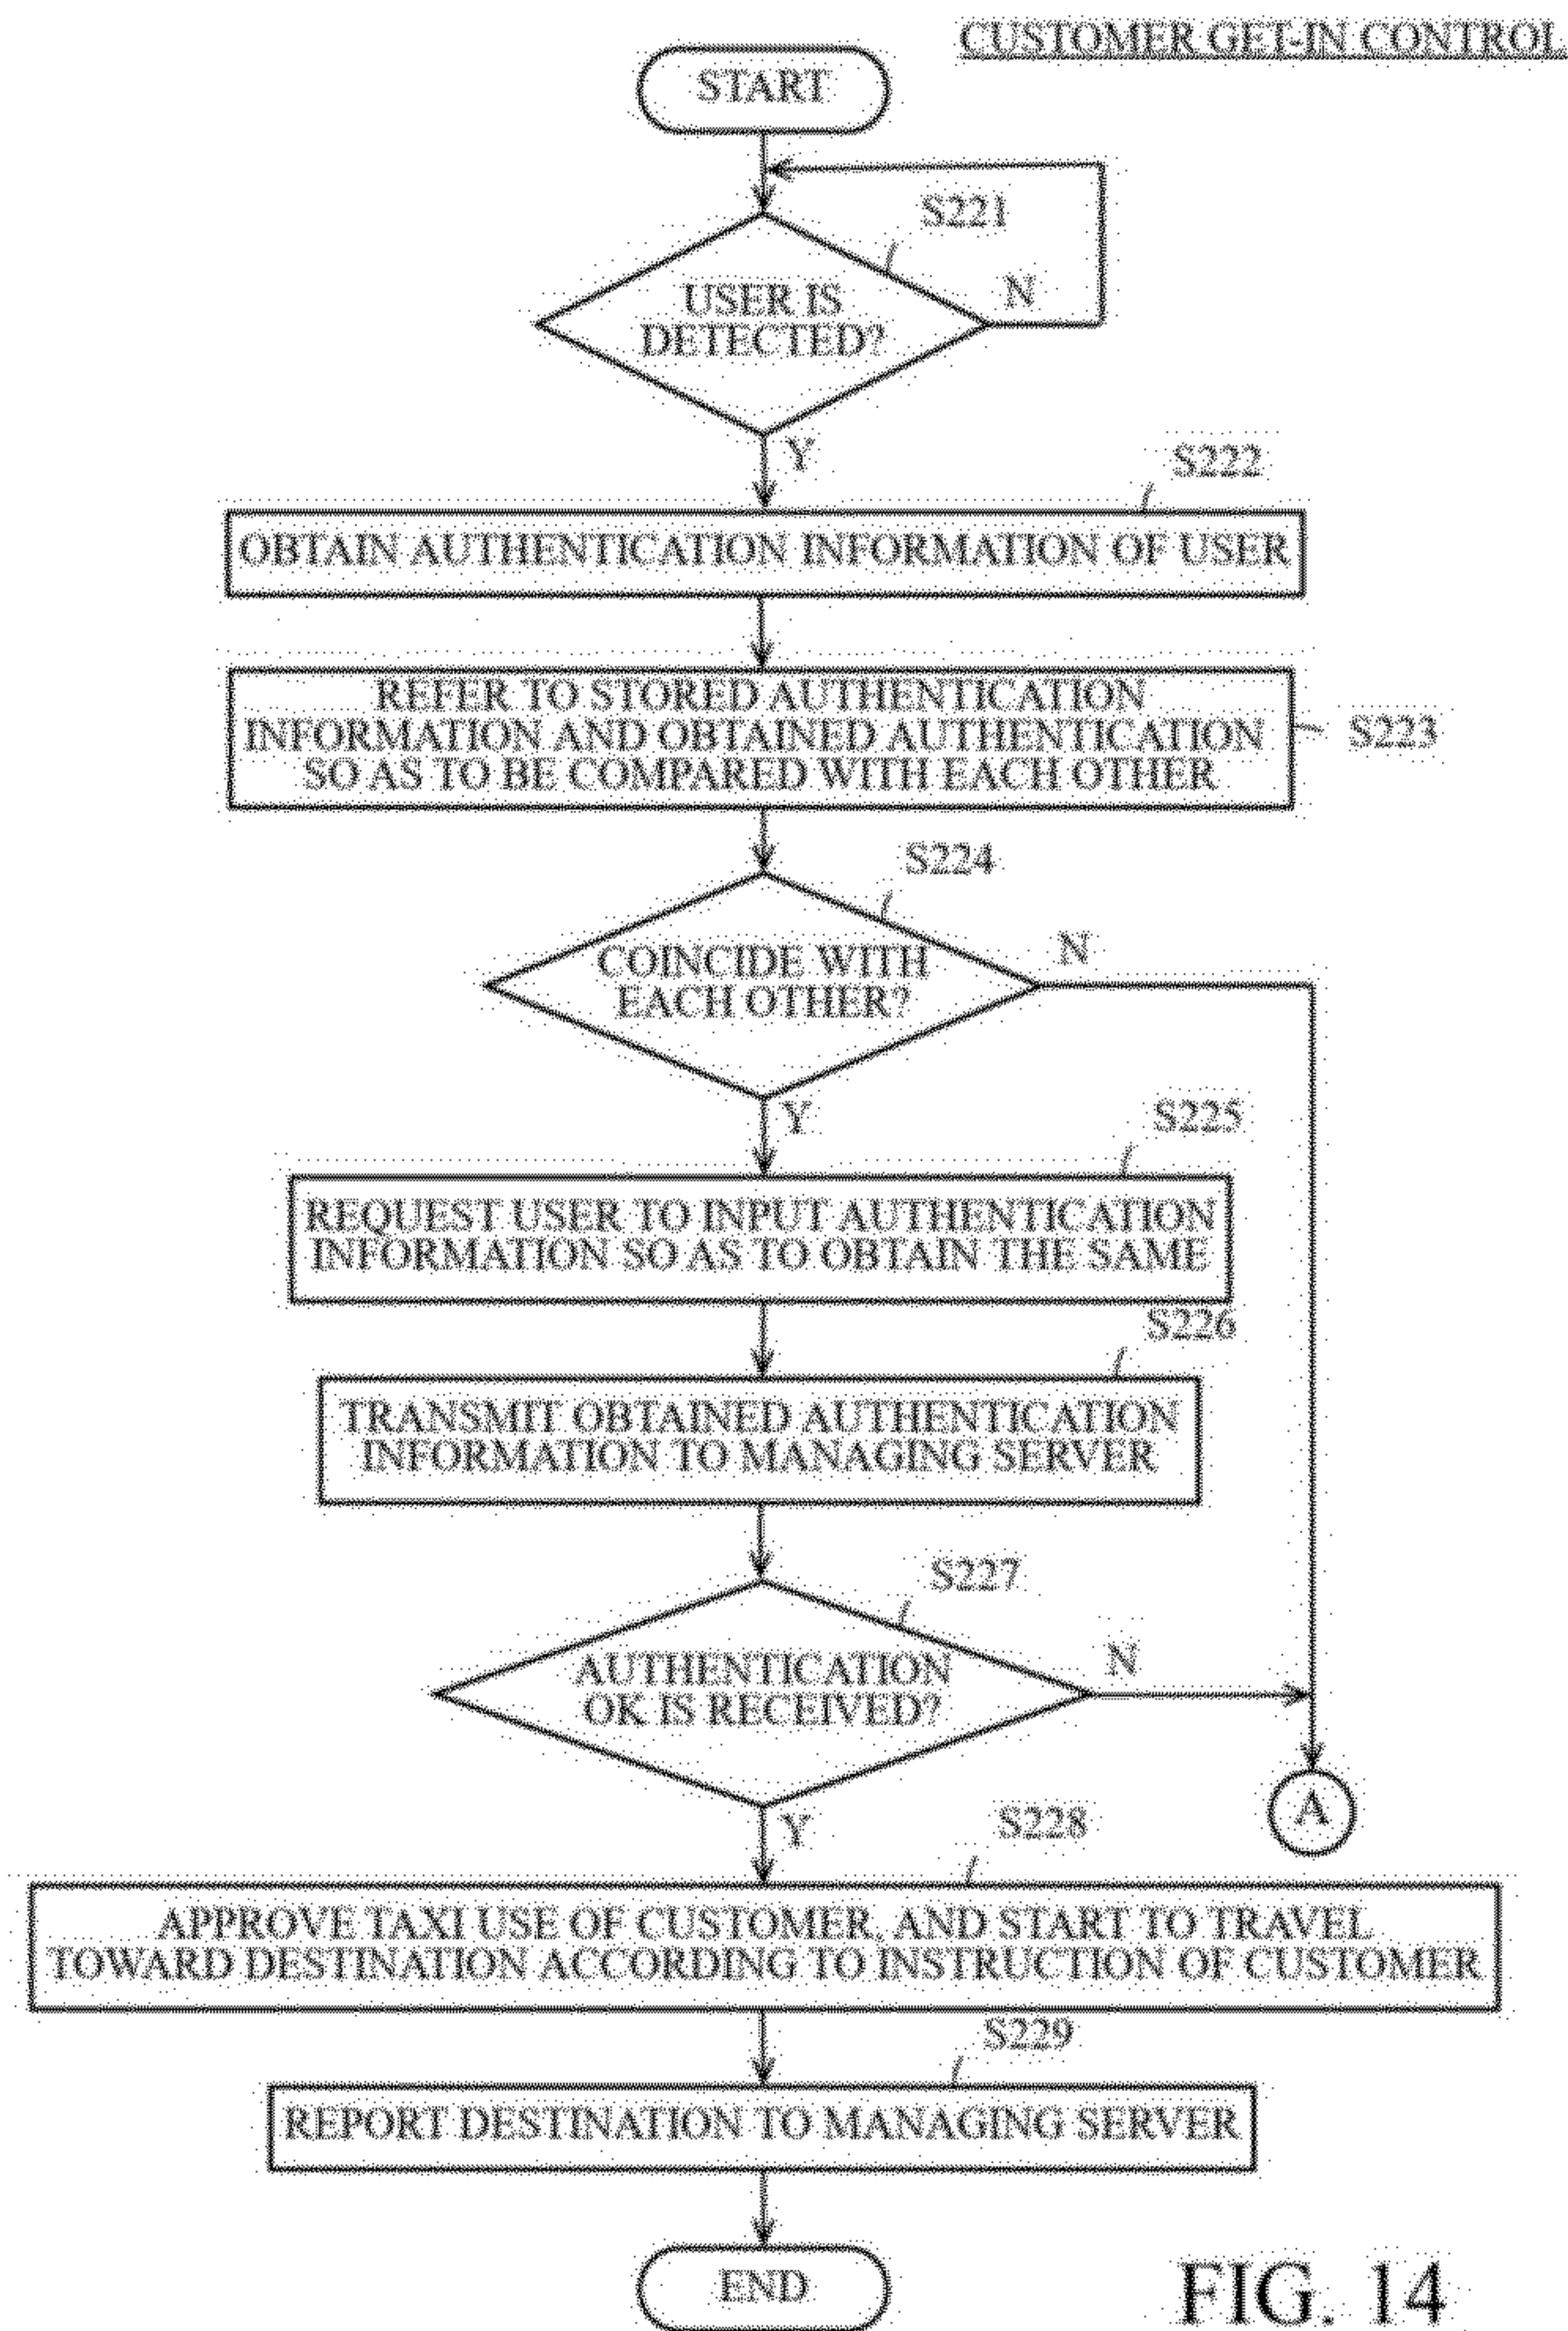 CUSTOMER GET-IN CONTROL
START
S221
USER IS
DETECTED?
N
Y
S222
OBTAIN AUTHENTICATION INFORMATION OF USER
REFER TO STORED AUTHENTICATION
INFORMATION AND OBTAINED AUTHENTICATION
SO AS TO BE COMPARED WITH EACH OTHER
S223
S224
COINCIDE WITH
EACH OTHER?
N
Y
S225
REQUEST USER TO INPUT AUTHENTICATION
INFORMATION SO AS TO OBTAIN THE SAME
S226
TRANSMIT OBTAINED AUTHENTICATION
INFORMATION TO MANAGING SERVER
S227
AUTHENTICATION
OK IS RECEIVED?
N
A
Y
S228
APPROVE TAXI USE OF CUSTOMER, AND START TO TRAVEL
TOWARD DESTINATION ACCORDING TO INSTRUCTION OF CUSTOMER
S229
REPORT DESTINATION TO MANAGING SERVER
END
FIG. 14